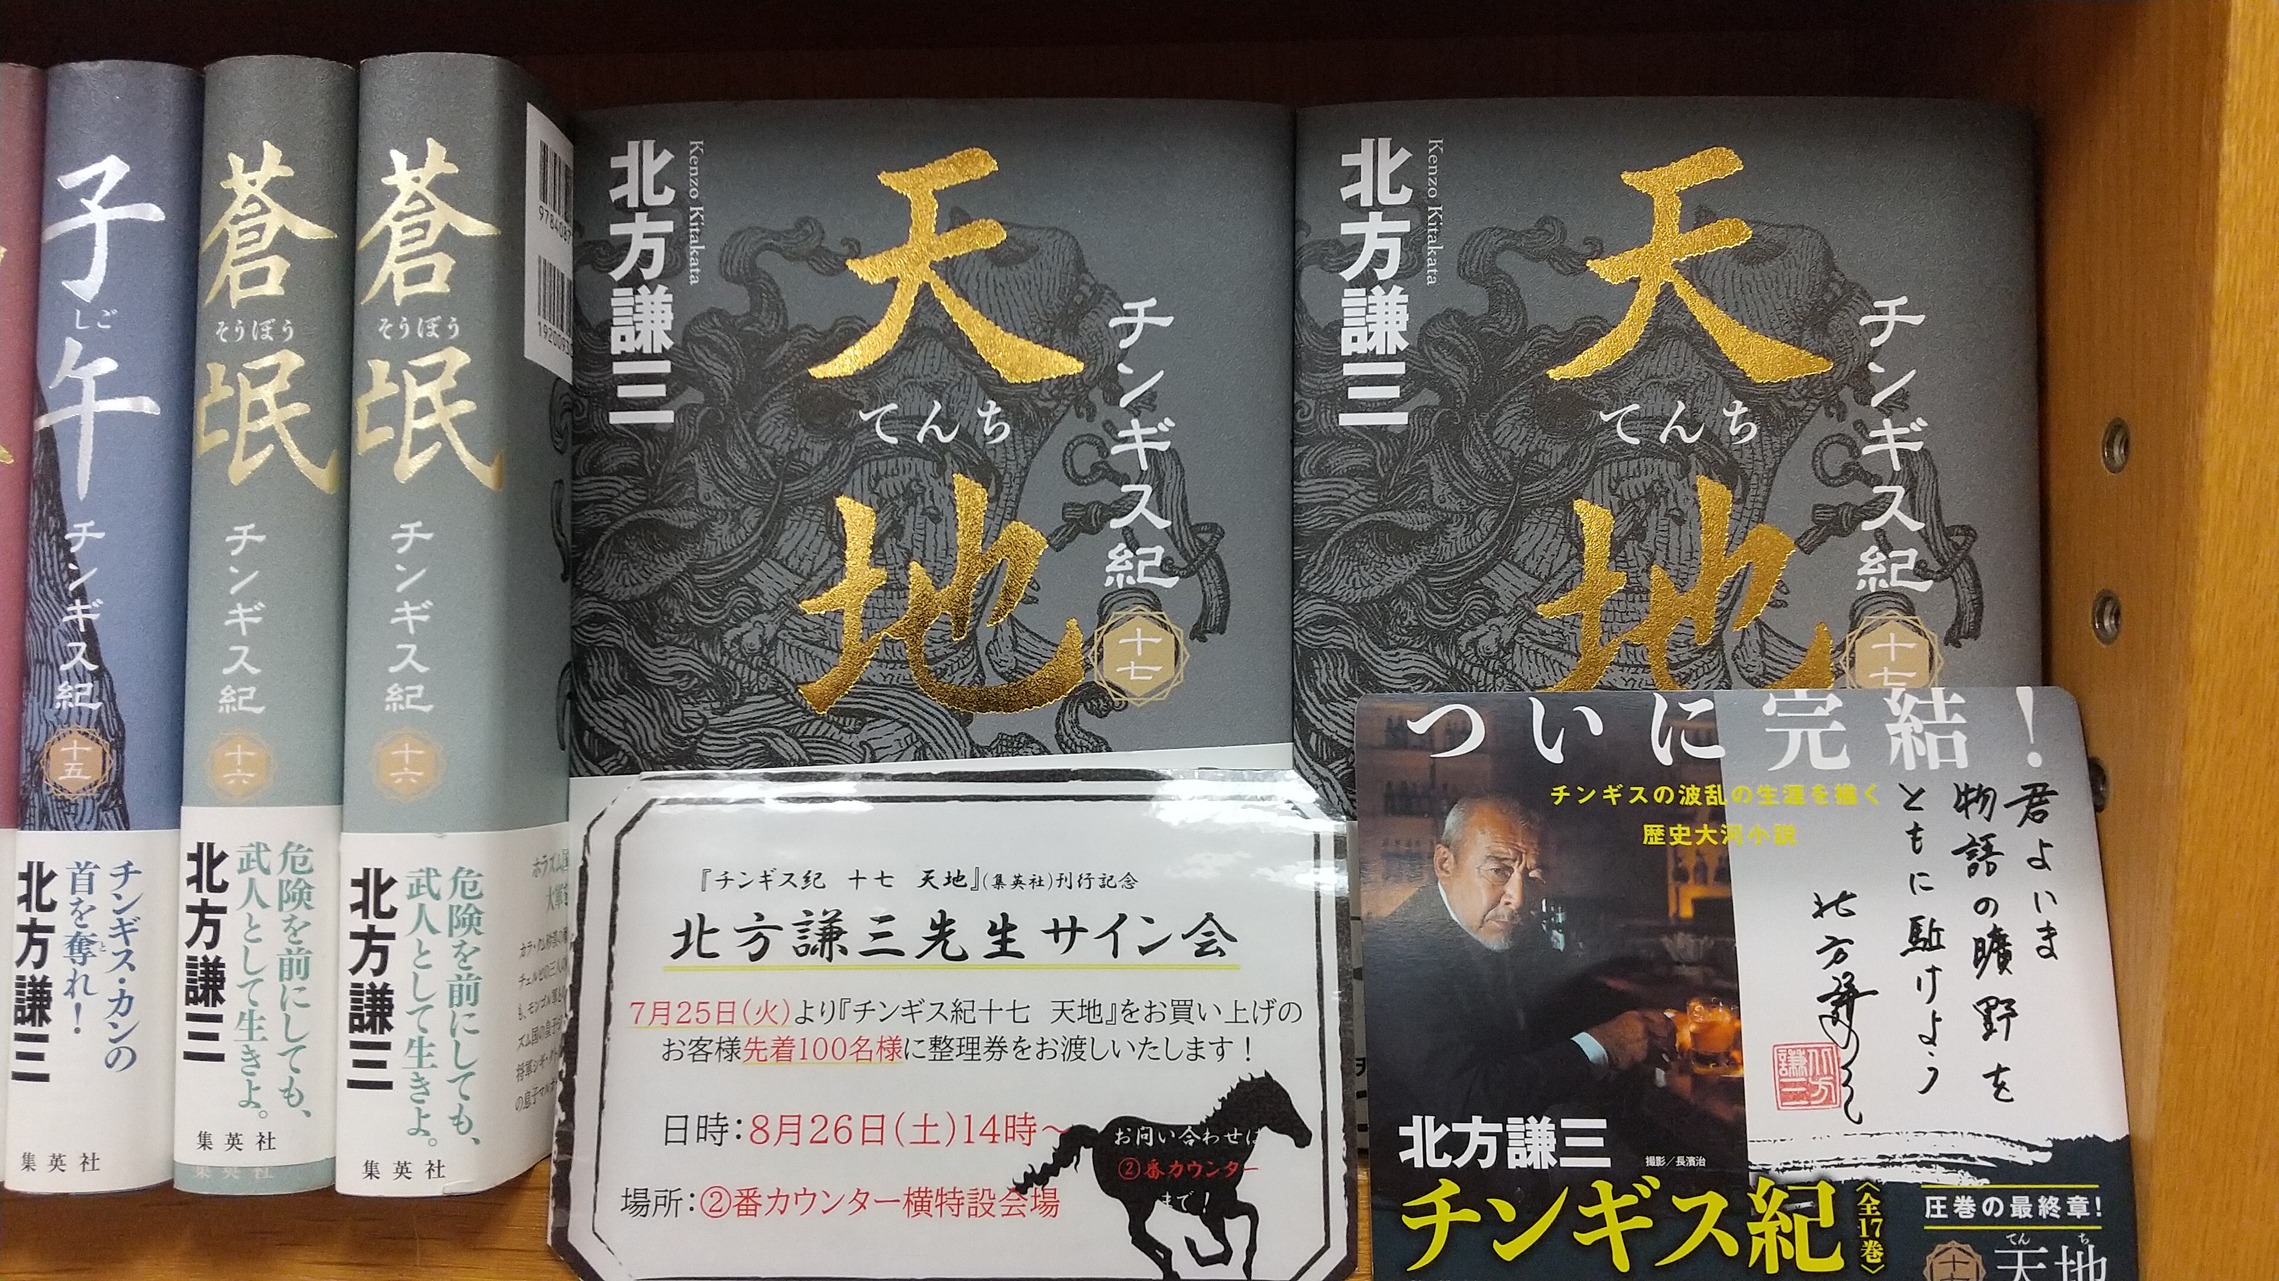 子
しご
午
チンギス紀
十五
チンギス・カンの
首を奪れ!
北方謙三
集英社
蒼
そうぼう
氓
チンギス紀
十六
危険を前にしても、
武人として生きよ。
北方謙三
集英社
蒼
そうぼう
氓
チンギス紀
十六
危険を前にしても、
武人として生きよ。
北方謙三
集英社
北方謙三
Kenzo Kitakata
天
てんち
地
チンギス紀
十七
北方謙三
Kenzo Kitakata
天
てんち
地
チンギス紀
十七
『チンギス紀 十七 天地』(集英社)刊行記念
北方謙三先生サイン会
7月25日(火)より『チンギス紀十七 天地』をお買い上げの
お客様先着100名様に整理券をお渡しいたします!
日時:8月26日(土)14時~
場所:②番カウンター横特設会場
お問い合わせは
②番カウンター
まで!
ついに完結!
チンギスの波乱の生涯を描く
歴史大河小説
君よいま
物語の曠野を
ともに駈けよう
北方謙三
北方謙三
撮影/長濱治
チンギス紀
〈全17巻〉
圧巻の最終章!
てんち
天地